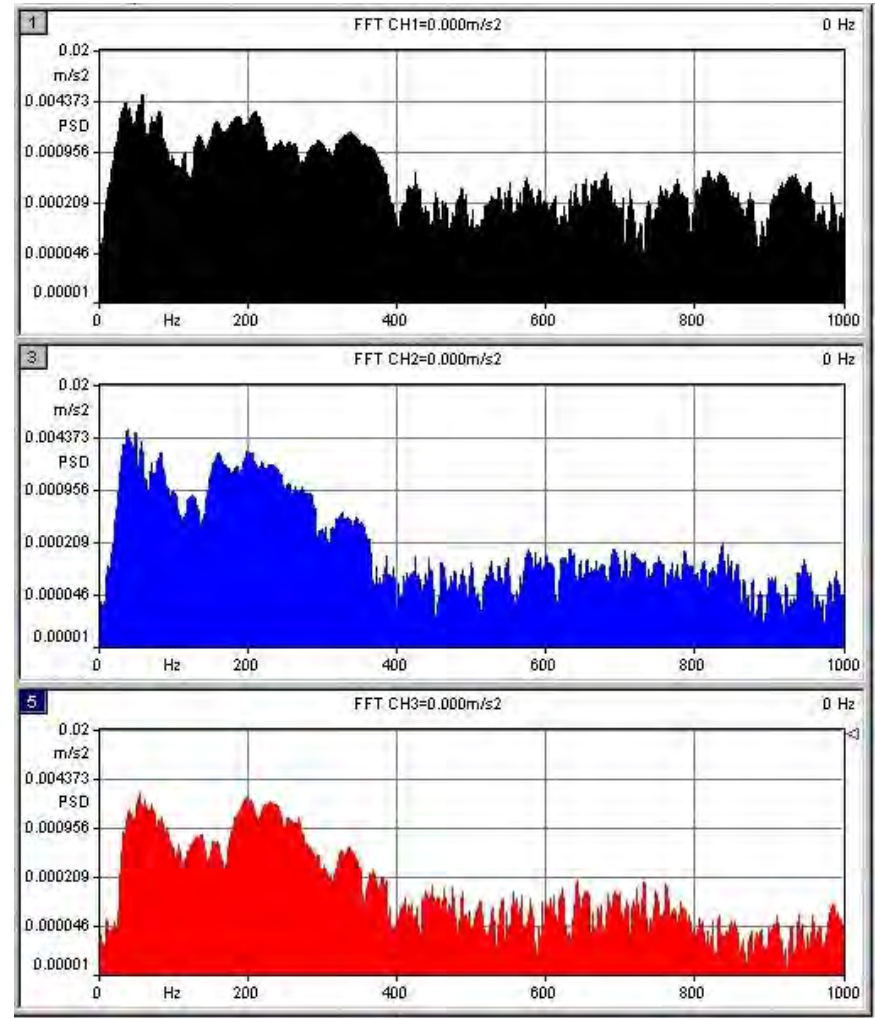 1 FFT CH1=0.000m/s2 0 Hz
0.02
m/s2
0.004373
PSD
0.000956
0.000209
0.000046
0.00001
0 Hz 200 400 600 800 1000
3 FFT CH2=0.000m/s2 0 Hz
0.02
m/s2
0.004373
PSD
0.000956
0.000209
0.000046
0.00001
0 Hz 200 400 600 800 1000
5 FFT CH3=0.000m/s2 0 Hz
0.02
m/s2
0.004373
PSD
0.000956
0.000209
0.000046
0.00001
0 Hz 200 400 600 800 1000